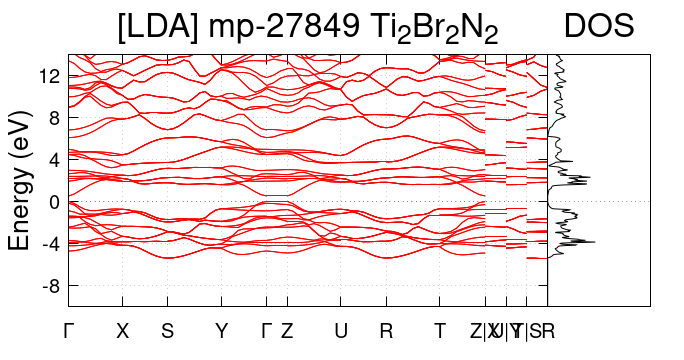 [LDA] mp-27849 Ti2Br2N2 DOS
Energy (eV)
12
8
4
0
-4
-8
Γ X S Y Γ Z U R T Z|X U|Y T|S R